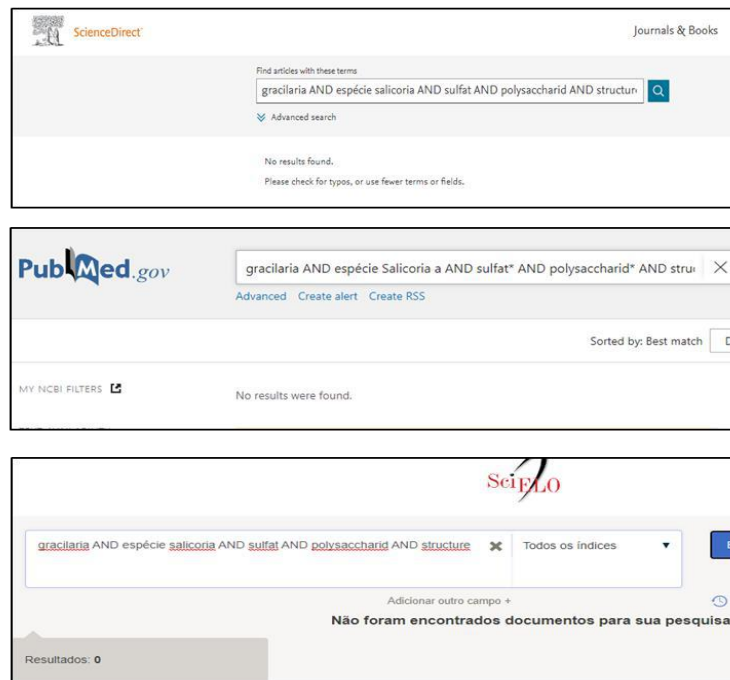 ScienceDirect
Journals & Books
Find articles with these terms
gracilaria AND espécie salicoria AND sulfat AND polysaccharid AND structur
Advanced search
No results found.
Please check for typos, or use fewer terms or fields.
PubMed.gov
gracilaria AND espécie Salicoria a AND sulfat* AND polysaccharid* AND stru
Advanced Create alert Create RSS
Sorted by: Best match
MY NCBI FILTERS
No results were found.
SciELO
gracilaria AND espécie salicoria AND sulfat AND polysaccharid AND structure
Todos os índices
Adicionar outro campo +
Não foram encontrados documentos para sua pesquisa
Resultados: 0